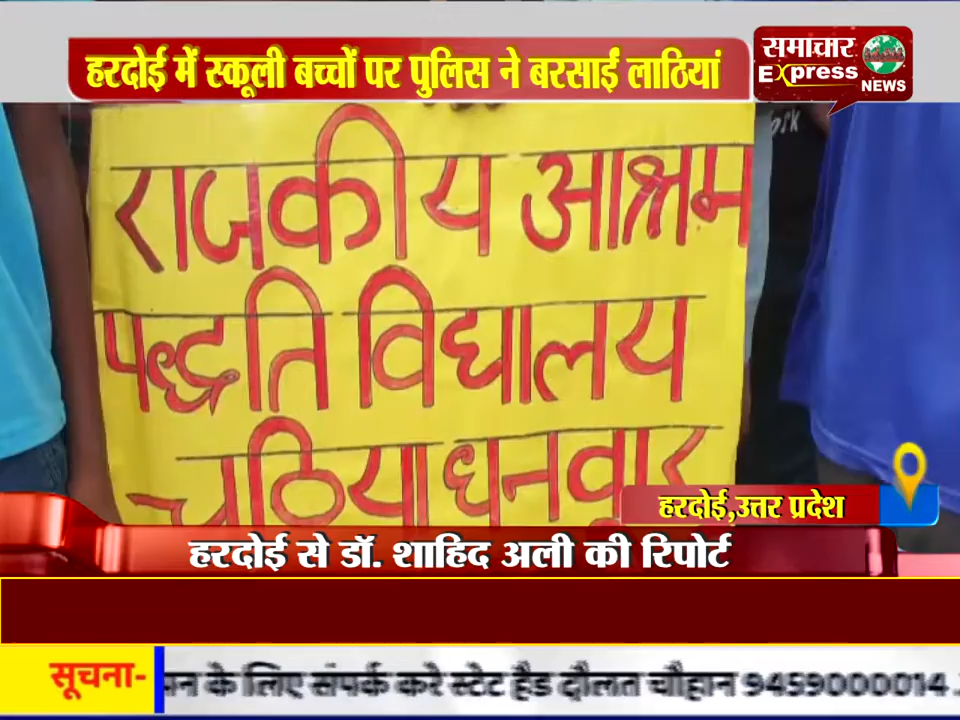 हरदोई में स्कूली बच्चों पर पुलिस ने बरसाईं लाठियां
समाचार
Express
NEWS
राजकीय आश्रम
पद्धति विद्यालय
चठिया धनवार
हरदोई,उत्तर प्रदेश
हरदोई से डॉ. शाहिद अली की रिपोर्ट
सूचना- के लिए संपर्क करे स्टेट हैड दौलत चौहान 9459000014